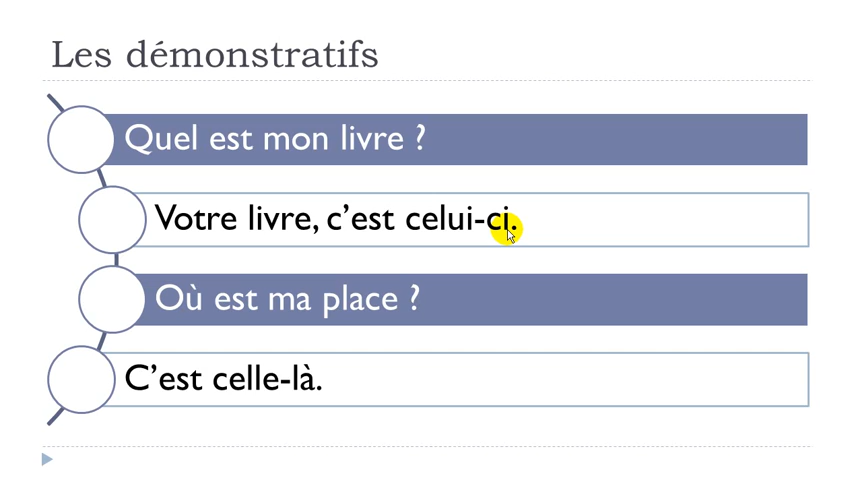 Les démonstratifs
Quel est mon livre ?
Votre livre, c’est celui-ci.
Où est ma place ?
C’est celle-là.